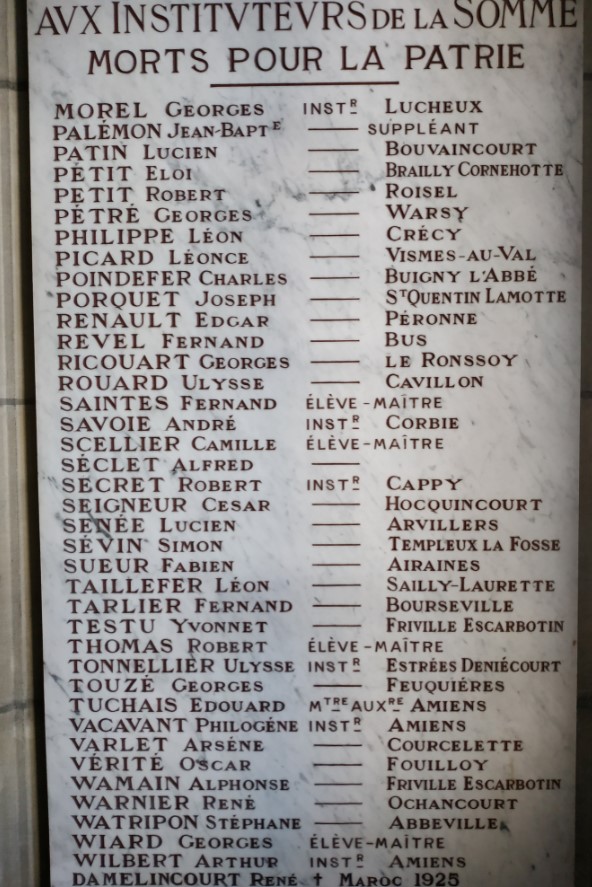 AVX INSTITVTEVRS DE LA SOMME
MORTS POUR LA PATRIE
MOREL GEORGES INSTR LUCHEUX
PALÉMON JEAN-BAPTE — SUPPLÉANT
PATIN LUCIEN — BOUVAINCOURT
PETIT ELOI — BRAILLY CORNEHOTTE
PETIT ROBERT — ROISEL
PÉTRÉ GEORGES — WARSY
PHILIPPE LÉON — CRÉCY
PICARD LÉONCE — VISMES-AU-VAL
POINDEFER CHARLES — BUIGNY L'ABBÉ
PORQUET JOSEPH — ST QUENTIN LAMOTTE
RENAULT EDGAR — PÉRONNE
REVEL FERNAND — BUS
RICOUART GEORGES — LE RONSSOY
ROUARD ULYSSE — CAVILLON
SAINTES FERNAND ÉLÈVE-MAÎTRE
SAVOIE ANDRÉ INSTR CORBIE
SCELLIER CAMILLE ÉLÈVE-MAÎTRE
SÉCLET ALFRED —
SECRET ROBERT INSTR CAPPY
SEIGNEUR CESAR — HOCQUINCOURT
SENÉE LUCIEN — ARVILLERS
SÉVIN SIMON — TEMPLEUX LA FOSSE
SUEUR FABIEN — AIRAINES
TAILLEFER LÉON — SAILLY-LAURETTE
TARLIER FERNAND — BOURSEVILLE
TESTU YVONNET — FRIVILLE ESCARBOTIN
THOMAS ROBERT ÉLÈVE-MAÎTRE
TONNELLIER ULYSSE INSTR ESTRÉES DENIÉCOURT
TOUZÉ GEORGES — FEUQUIÉRES
TUCHAIS EDOUARD MTRE AUXRE AMIENS
VACAVANT PHILOGÉNE INSTR AMIENS
VARLET ARSÉNE — COURCELETTE
VÉRITÉ OSCAR — FOUILLOY
WAMAIN ALPHONSE — FRIVILLE ESCARBOTIN
WARNIER RENÉ — OCHANCOURT
WATRIPON STÉPHANE — ABBEVILLE
WIARD GEORGES ÉLÈVE-MAÎTRE
WILBERT ARTHUR INSTR AMIENS
DAMELINCOURT RENÉ † MAROC 1925